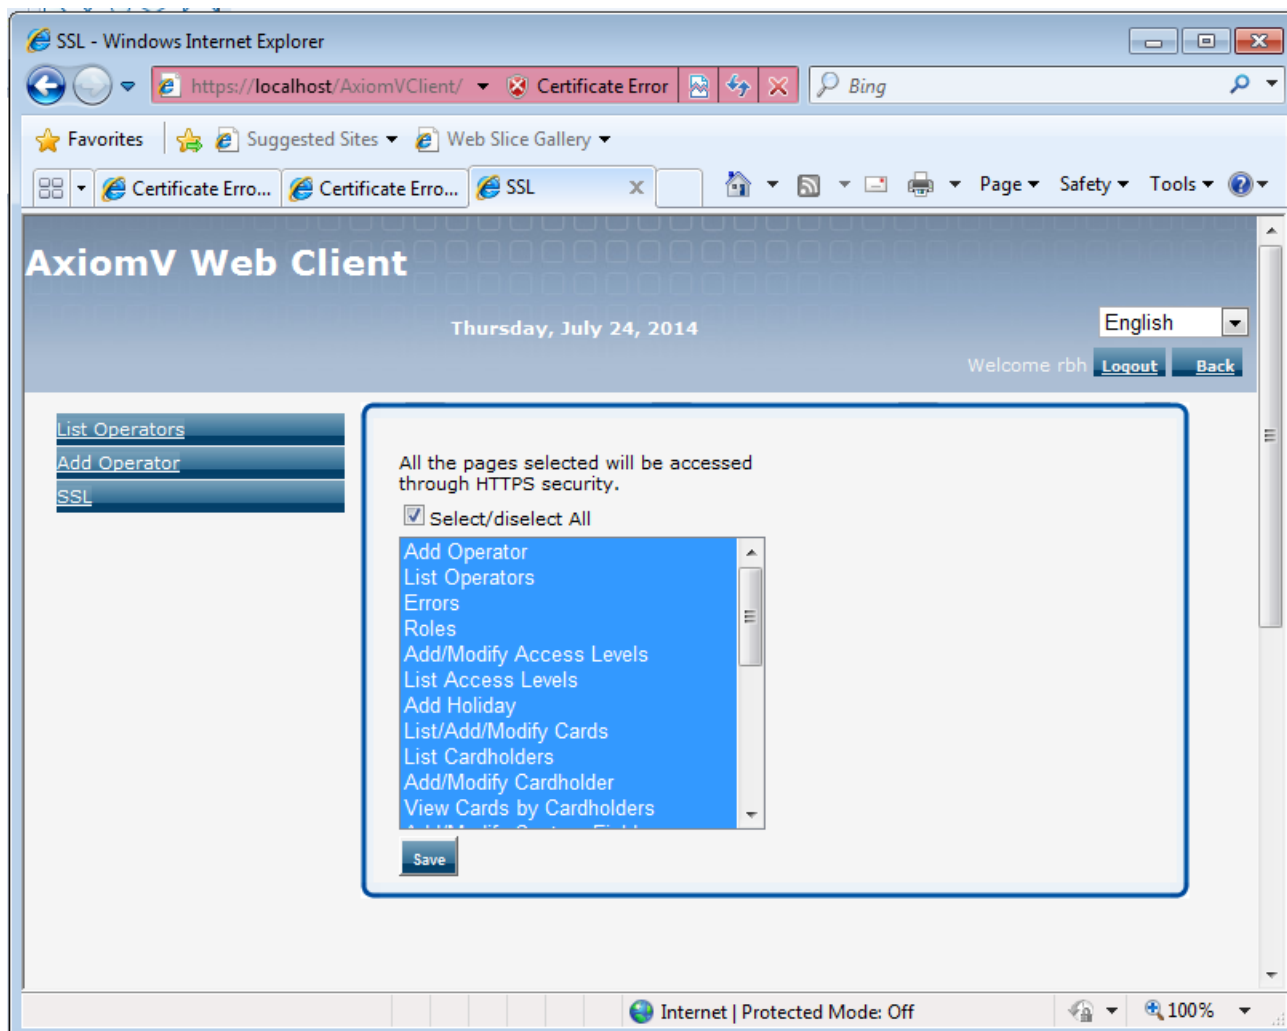 SSL - Windows Internet Explorer
https://localhost/AxiomVClient/ Certificate Error Bing
Favorites Suggested Sites Web Slice Gallery
Certificate Erro... Certificate Erro... SSL Page Safety Tools
AxiomV Web Client
Thursday, July 24, 2014
English
Welcome rbh Logout Back
List Operators
Add Operator
SSL
All the pages selected will be accessed
through HTTPS security.
Select/diselect All
Add Operator
List Operators
Errors
Roles
Add/Modify Access Levels
List Access Levels
Add Holiday
List/Add/Modify Cards
List Cardholders
Add/Modify Cardholder
View Cards by Cardholders
Save
Internet | Protected Mode: Off 100%